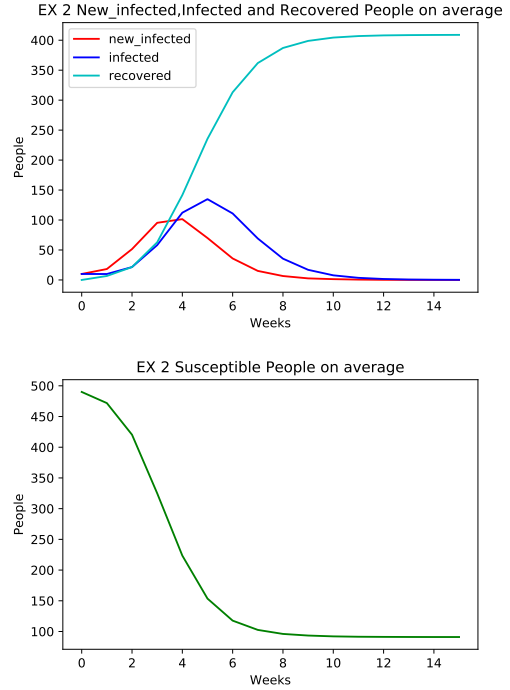 EX 2 New_infected,Infected and Recovered People on average
new_infected
infected
recovered
400
350
300
250
200
150
100
50
0
People
0 2 4 6 8 10 12 14
Weeks
EX 2 Susceptible People on average
500
450
400
350
300
250
200
150
100
People
0 2 4 6 8 10 12 14
Weeks